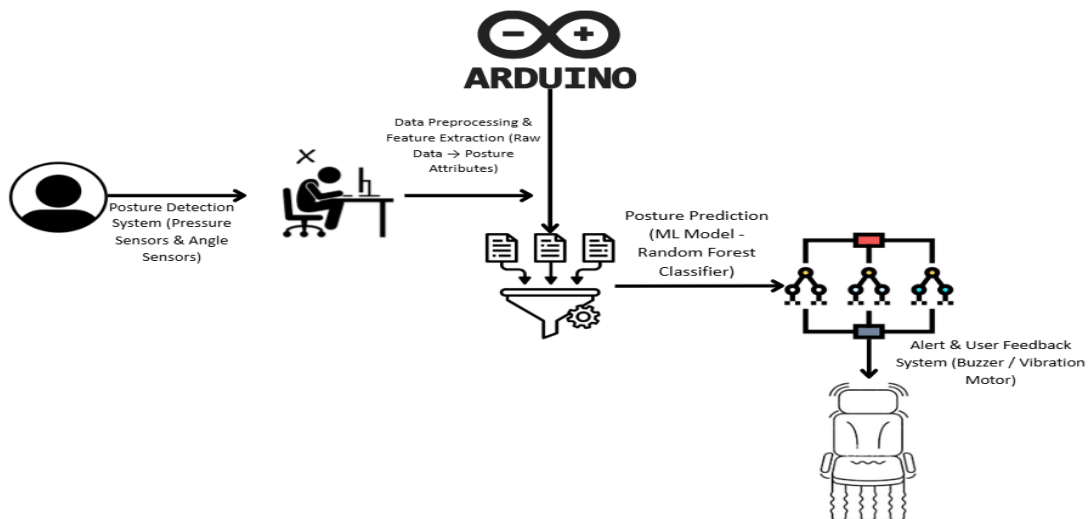 ARDUINO
Data Preprocessing &
Feature Extraction (Raw
Data → Posture
Attributes)
Posture Detection
System (Pressure
Sensors & Angle
Sensors)
Posture Prediction
(ML Model -
Random Forest
Classifier)
Alert & User Feedback
System (Buzzer / Vibration
Motor)